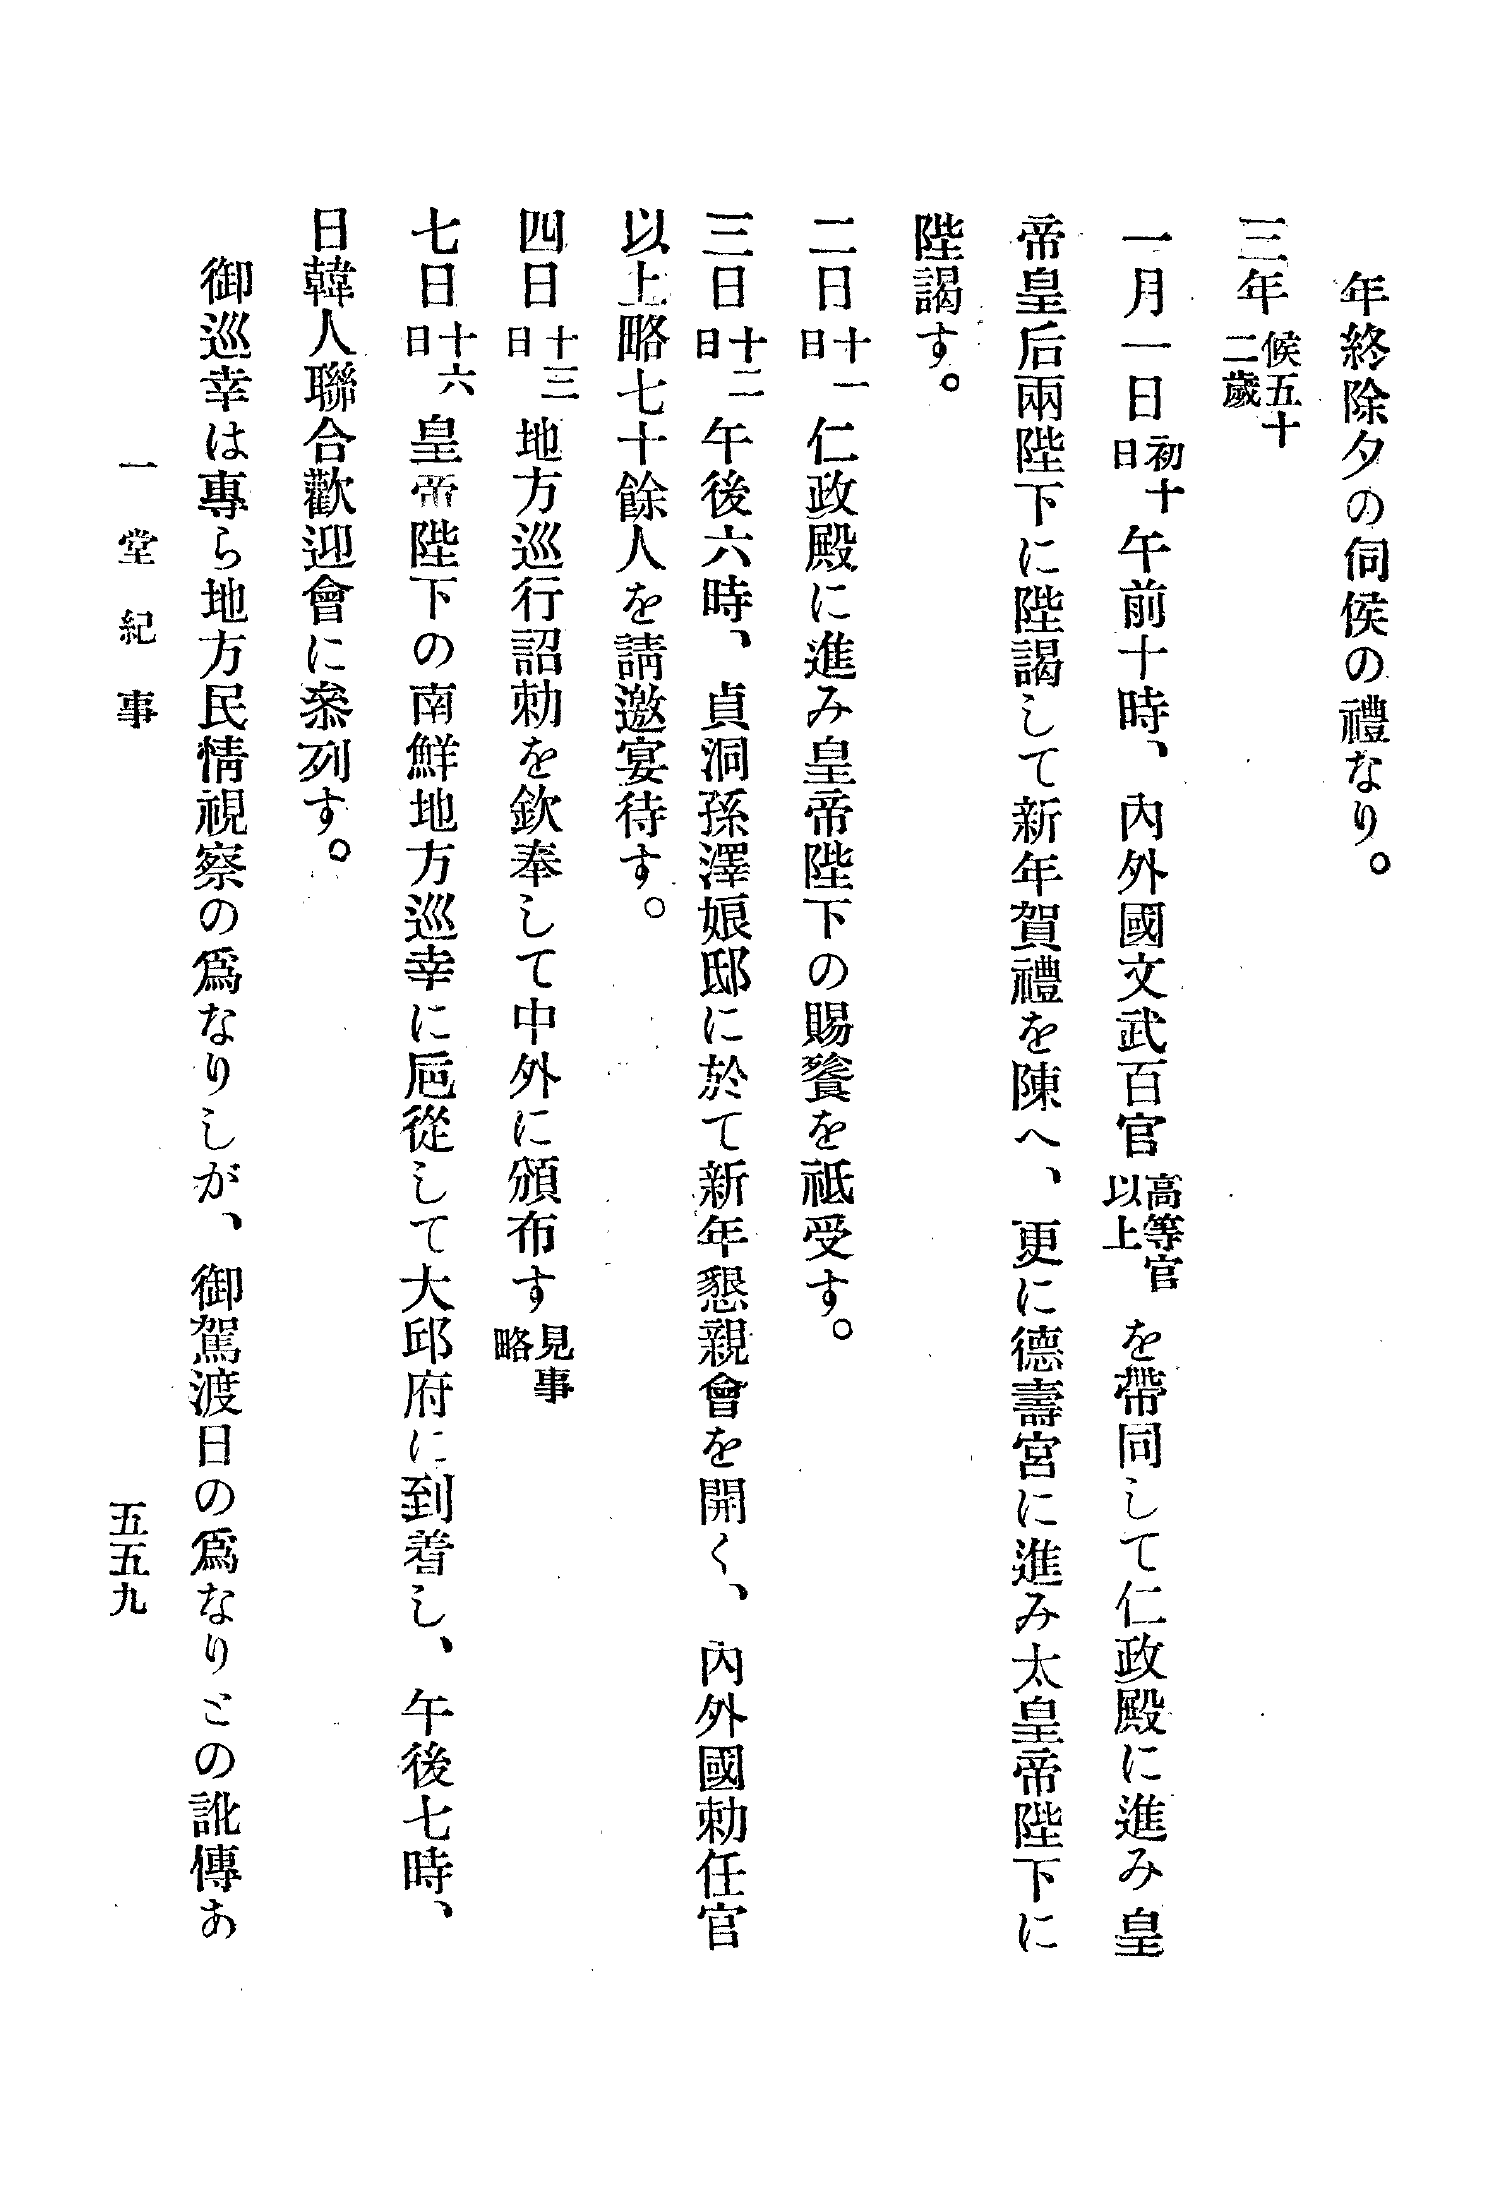 年終除夕の伺侯の禮なり。
三年候五十二歲
一月一日初十日午前十時、內外國文武百官高等官以上を帶同して仁政殿に進み皇
帝皇后兩陛下に陛謁して新年賀禮を陳へ、更に德壽宮に進み太皇帝陛下に
陛謁す。
二日十一日仁政殿に進み皇帝陛下の賜餐を祗受す。
三日十二日午後六時、貞洞孫澤娘邸に於て新年懇親會を開く、內外國勅任官
以上略七十餘人を請邀宴待す。
四日十三日地方巡行詔勅を欽奉して中外に頒布す見事略
七日十六日皇帝陛下の南鮮地方巡幸に扈從して大邱府に到着し、午後七時、
日韓人聯合歡迎會に叅列す。
御巡幸は專ら地方民情視察の爲なりしが、御駕渡日の爲なりとの訛傳あ
一堂紀事
五五九